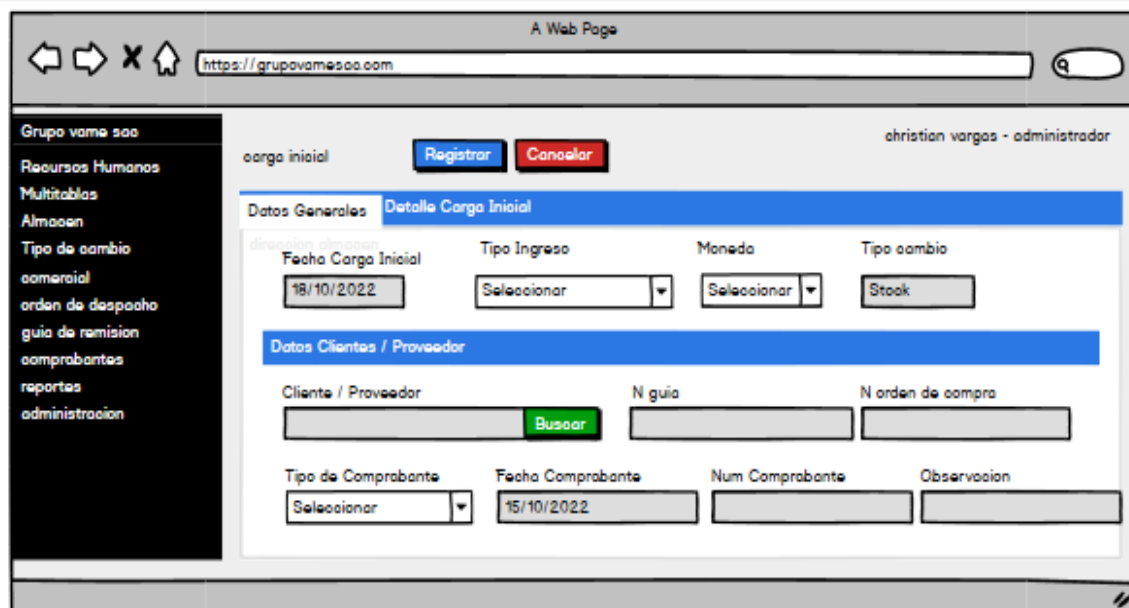 A Web Page
https://grupovamesac.com
Grupo vame sac
Recursos Humanos
Multitablas
Almacen
Tipo de cambio
comercial
orden de despacho
guia de remision
comprobantes
reportes
administracion
christian vargas - administrador
carga inicial
Registrar
Cancelar
Datos Generales
Detalle Carga Inicial
direccion almacen
Fecha Carga Inicial
Tipo Ingreso
Moneda
Tipo cambio
18/10/2022
Seleccionar
Seleccionar
Stock
Datos Clientes / Proveedor
Cliente / Proveedor
N guia
N orden de compra
Buscar
Tipo de Comprobante
Fecha Comprobante
Num Comprobante
Observacion
Seleccionar
15/10/2022